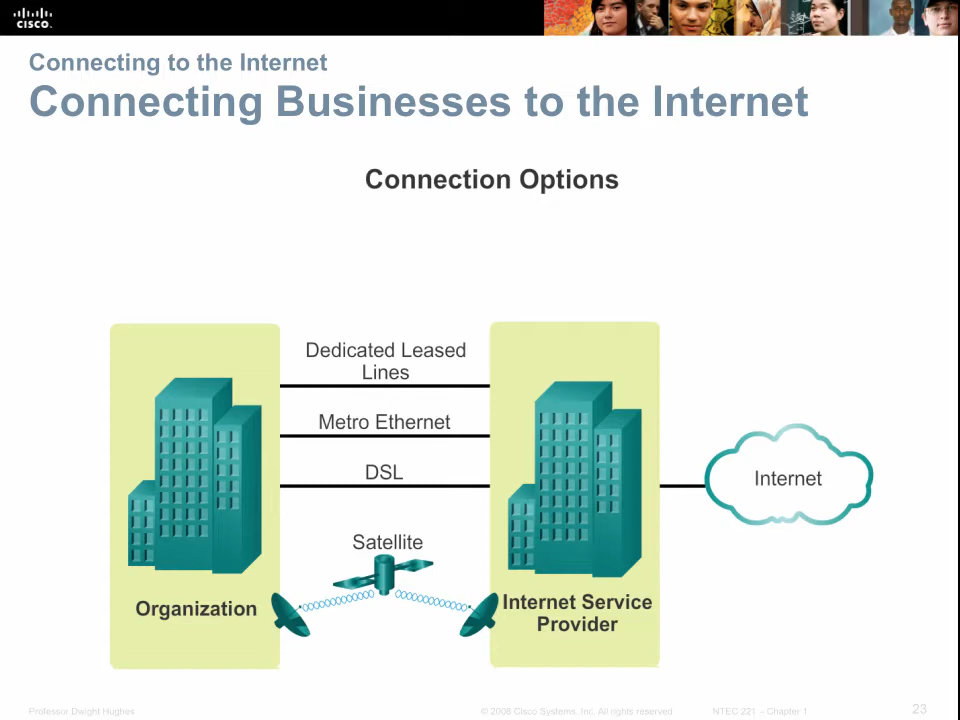 CISCO
Connecting to the Internet
Connecting Businesses to the Internet
Connection Options
Dedicated Leased
Lines
Metro Ethernet
DSL
Internet
Satellite
Organization
Internet Service
Provider
Professor Dwight Hughes
© 2008 Cisco Systems, Inc. All rights reserved
NTEC 221 – Chapter 1
23